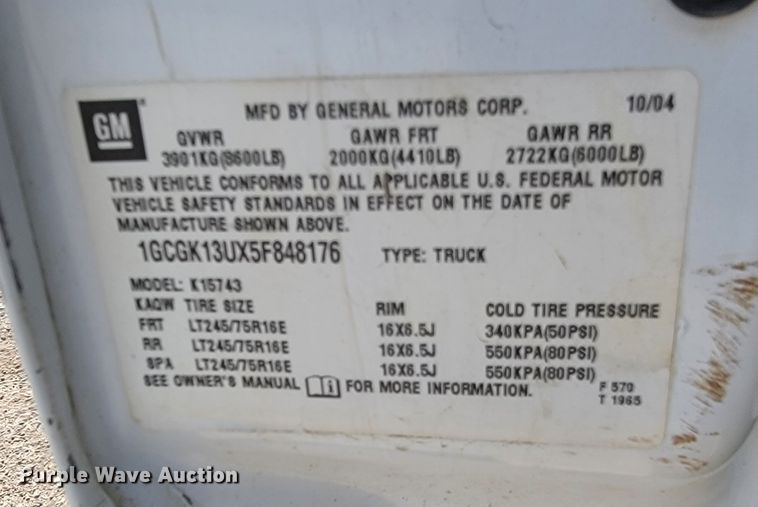 GM
MFD BY GENERAL MOTORS CORP. 10/04
GVWR GAWR FRT GAWR RR
3901KG(8600LB) 2000KG(4410LB) 2722KG(6000LB)
THIS VEHICLE CONFORMS TO ALL APPLICABLE U.S. FEDERAL MOTOR
VEHICLE SAFETY STANDARDS IN EFFECT ON THE DATE OF
MANUFACTURE SHOWN ABOVE.
1GCGK13UX5F848176 TYPE: TRUCK
MODEL: K15743
KAQW TIRE SIZE RIM COLD TIRE PRESSURE
FRT LT245/75R16E 16X6.5J 340KPA(50PSI)
RR LT245/75R16E 16X6.5J 550KPA(80PSI)
SPA LT245/75R16E 16X6.5J 550KPA(80PSI)
SEE OWNER'S MANUAL i FOR MORE INFORMATION. F 570
T 1965
Purple Wave Auction